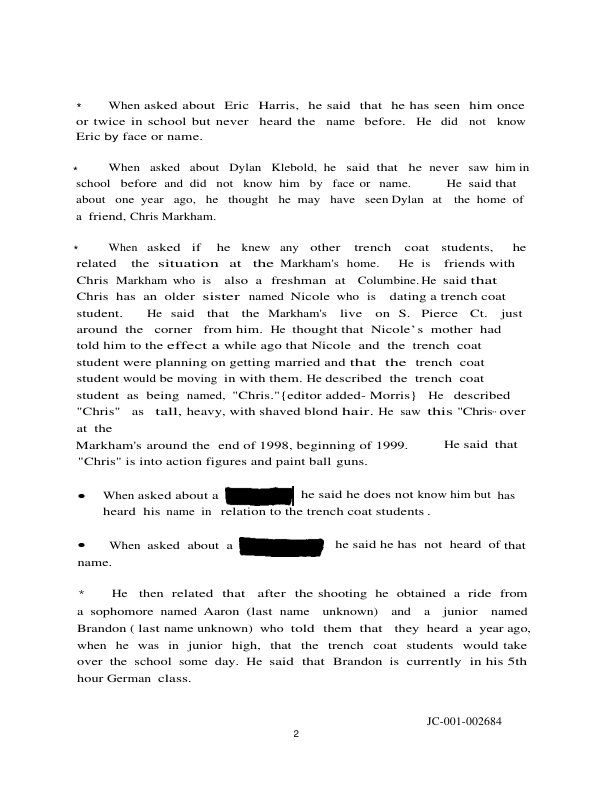 * When asked about Eric Harris, he said that he has seen him once
or twice in school but never heard the name before. He did not know
Eric by face or name.
* When asked about Dylan Klebold, he said that he never saw him in
school before and did not know him by face or name. He said that
about one year ago, he thought he may have seen Dylan at the home of
a friend, Chris Markham.
* When asked if he knew any other trench coat students, he
related the situation at the Markham's home. He is friends with
Chris Markham who is also a freshman at Columbine. He said that
Chris has an older sister named Nicole who is dating a trench coat
student. He said that the Markham's live on S. Pierce Ct. just
around the corner from him. He thought that Nicole's mother had
told him to the effect a while ago that Nicole and the trench coat
student were planning on getting married and that the trench coat
student would be moving in with them. He described the trench coat
student as being named, "Chris."{editor added- Morris} He described
"Chris" as tall, heavy, with shaved blond hair. He saw this "Chris" over
at the
Markham's around the end of 1998, beginning of 1999. He said that
"Chris" is into action figures and paint ball guns.
● When asked about a he said he does not know him but has
heard his name in relation to the trench coat students .
● When asked about a he said he has not heard of that
name.
* He then related that after the shooting he obtained a ride from
a sophomore named Aaron (last name unknown) and a junior named
Brandon ( last name unknown) who told them that they heard a year ago,
when he was in junior high, that the trench coat students would take
over the school some day. He said that Brandon is currently in his 5th
hour German class.
JC-001-002684
2